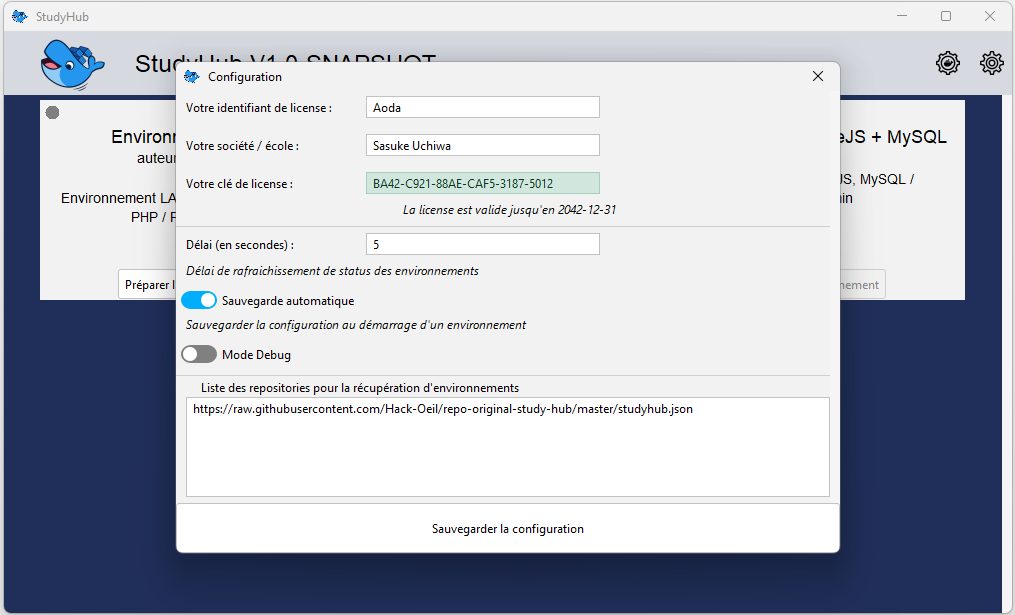 StudyHub
StudyHub V1.0-SNAPSHOT
Configuration
Votre identifiant de license :
Aoda
Votre société / école :
Sasuke Uchiwa
Votre clé de license :
BA42-C921-88AE-CAF5-3187-5012
La license est valide jusqu'en 2042-12-31
Délai (en secondes) :
5
Délai de rafraichissement de status des environnements
Sauvegarde automatique
Sauvegarder la configuration au démarrage d'un environnement
Mode Debug
Liste des repositories pour la récupération d'environnements
https://raw.githubusercontent.com/Hack-Oeil/repo-original-study-hub/master/studyhub.json
Sauvegarder la configuration
Environn
auteur
Environnement LA
PHP / 
Préparer l
eJS + MySQL
JS, MySQL /
in
nement